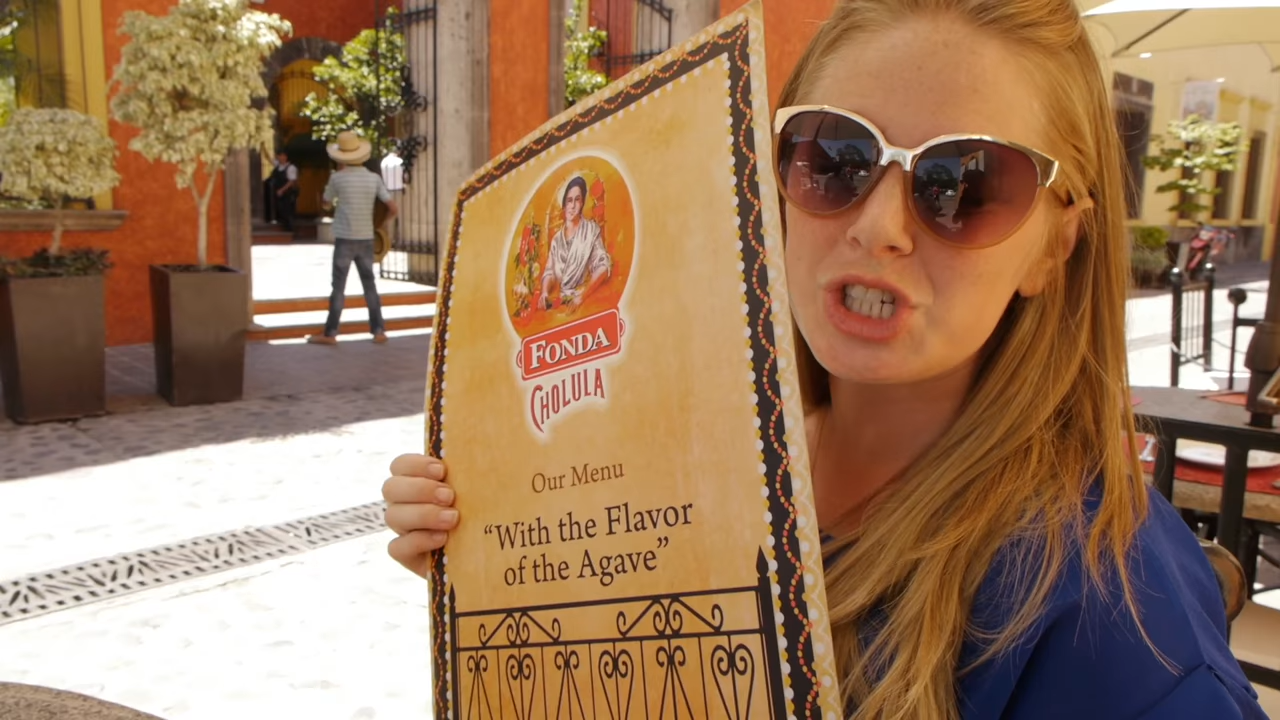 FONDA
CHOLULA
Our Menu
“With the Flavor
of the Agave”